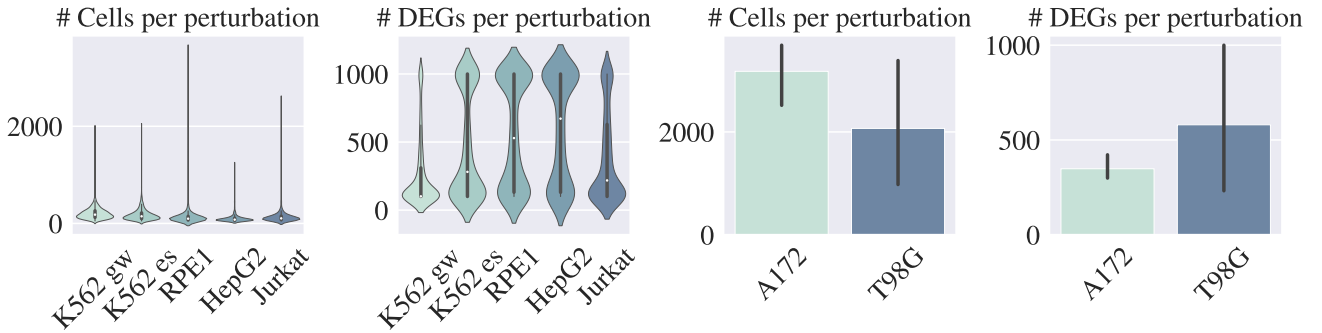 # Cells per perturbation
2000
0
K562 gw
K562 es
RPE1
HepG2
Jurkat
# DEGs per perturbation
1000
500
0
K562 gw
K562 es
RPE1
HepG2
Jurkat
# Cells per perturbation
2000
0
A172
T98G
# DEGs per perturbation
1000
500
0
A172
T98G